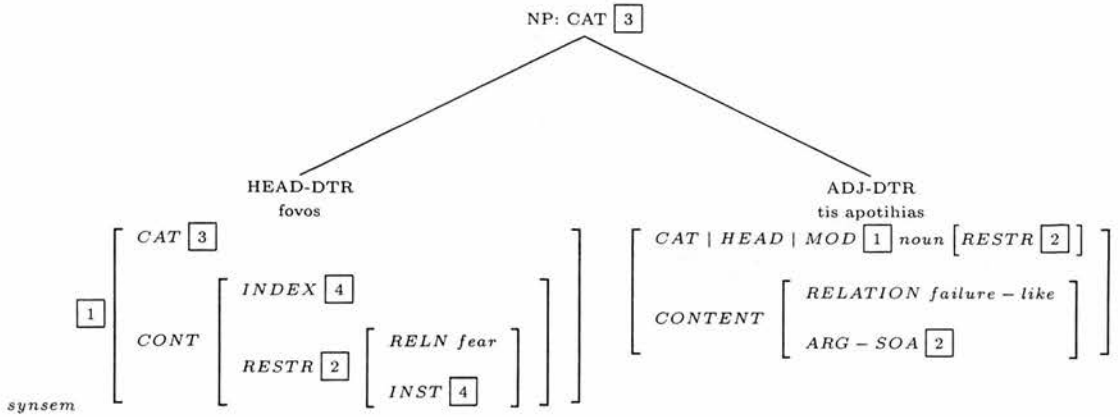 NP: CAT 3
HEAD-DTR
fovos
1
CAT 3
CONT
INDEX 4
RESTR 2
RELN fear
INST 4
synsem
ADJ-DTR
tis apotihias
CAT | HEAD | MOD 1 noun [RESTR 2]
CONTENT
RELATION failure – like
ARG – SOA 2